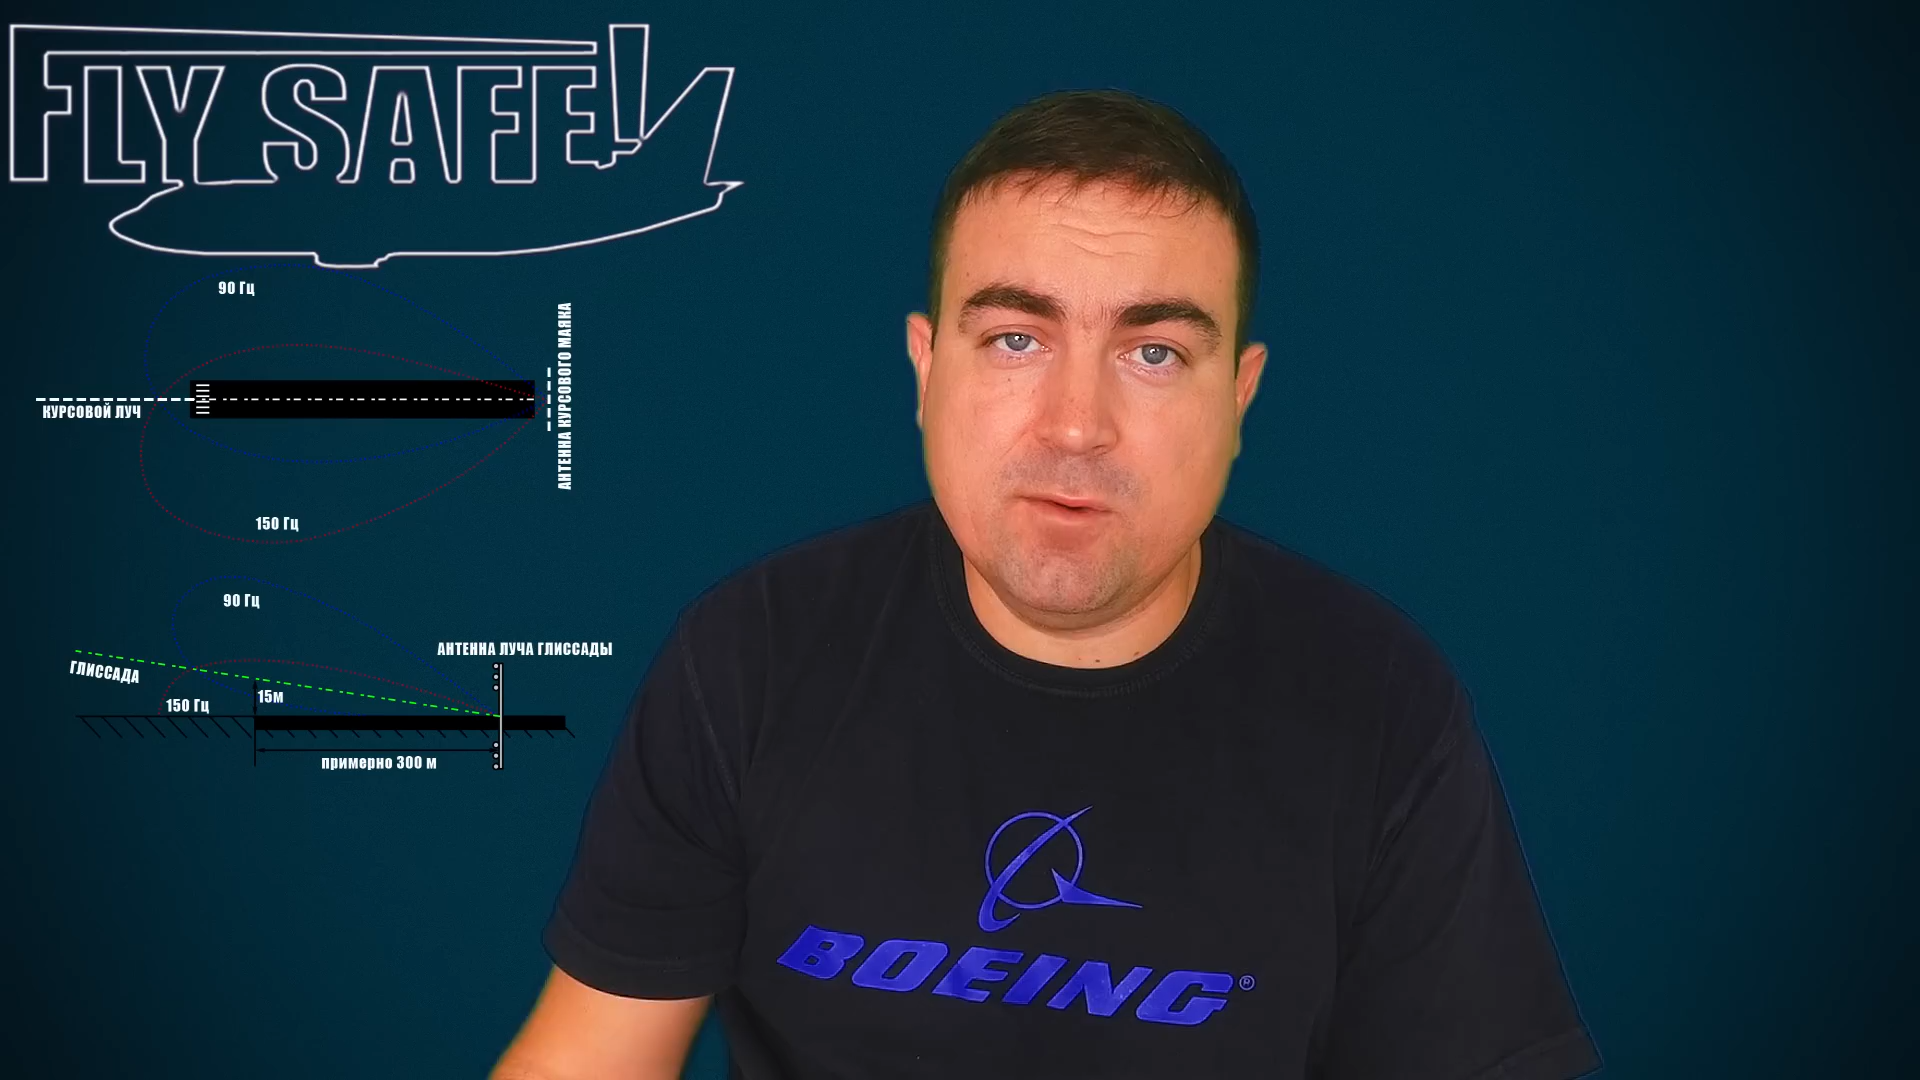 FLY SAFE!
90 Гц
АНТЕННА КУРСОВОГО МАЯКА
КУРСОВОЙ ЛУЧ
150 Гц
90 Гц
АНТЕННА ЛУЧА ГЛИССАДЫ
ГЛИССАДА
15м
150 Гц
примерно 300 м
BOEING®